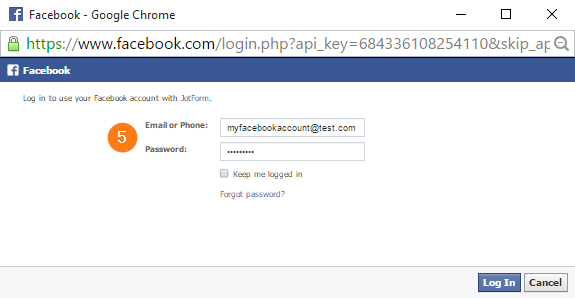 Facebook - Google Chrome
https://www.facebook.com/login.php?api_key=684336108254110&skip_ap
Facebook
Log in to use your Facebook account with JotForm.
5
Email or Phone: myfacebookaccount@test.com
Password: •••••••••
Keep me logged in
Forgot password?
Log In Cancel